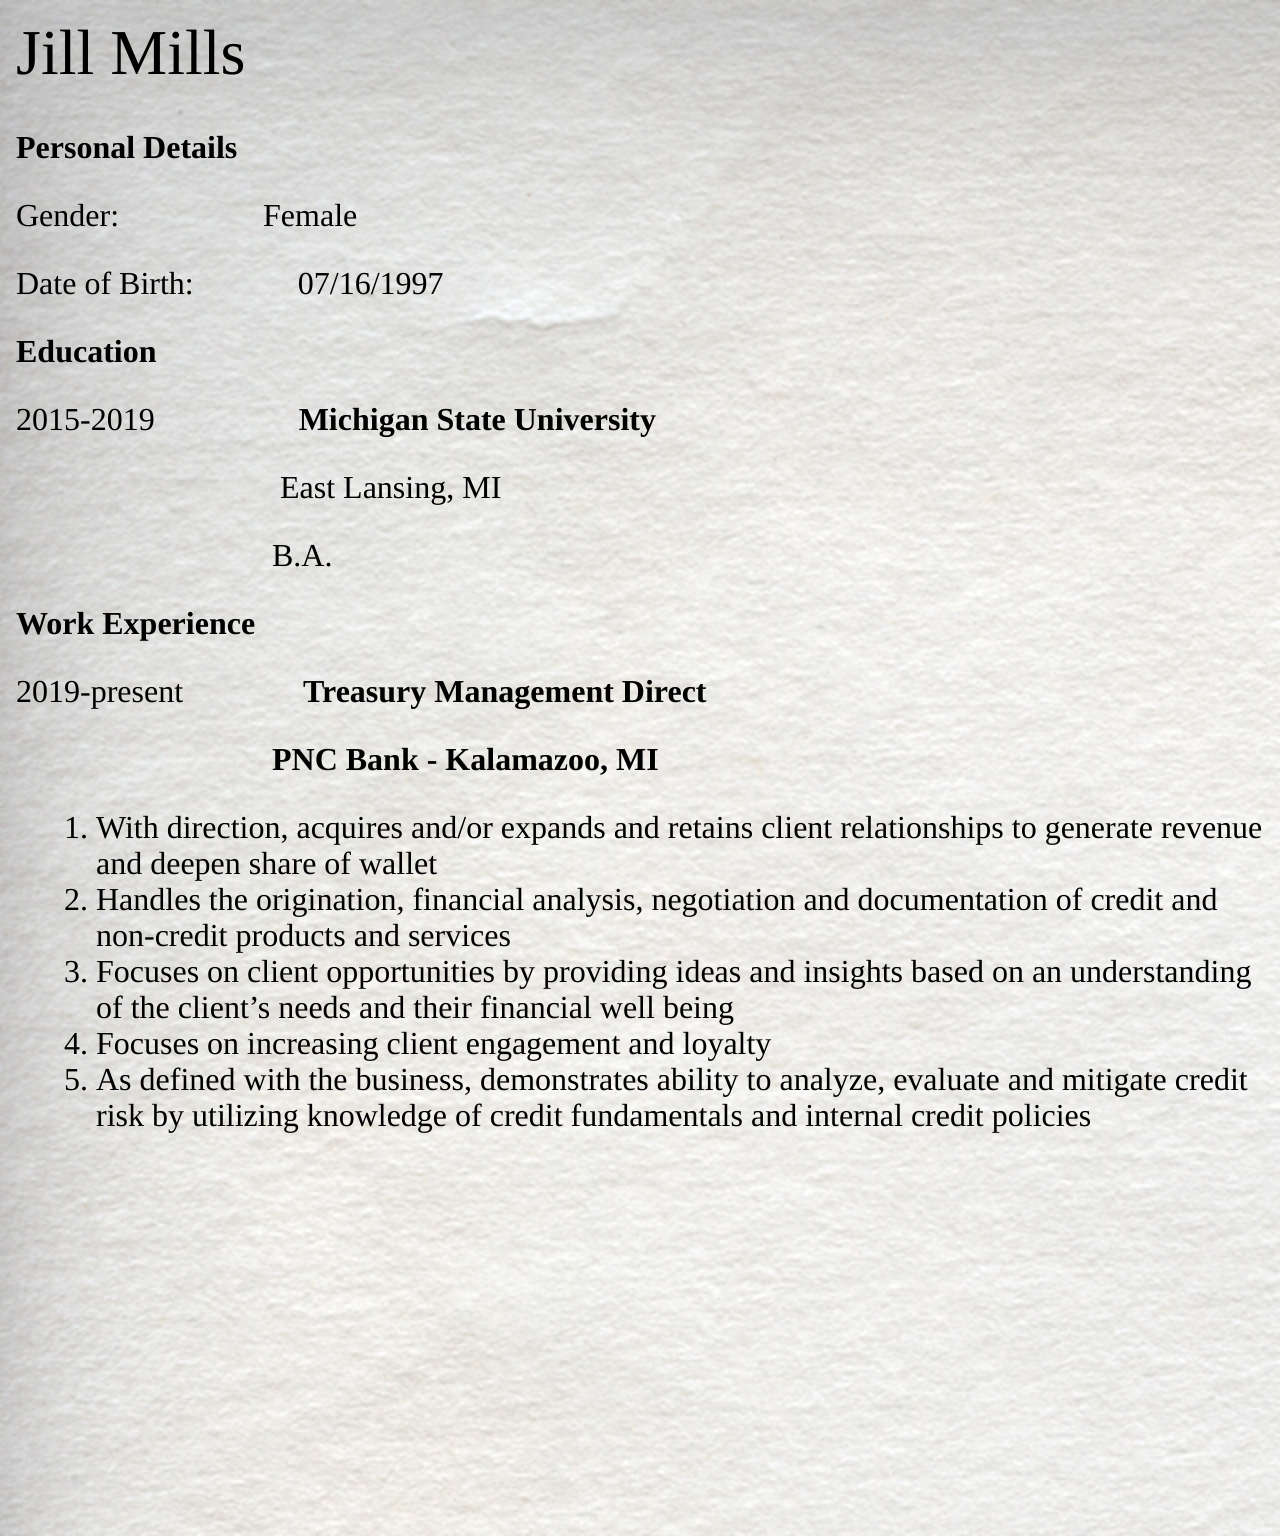 Jill Mills
Personal Details
Gender: Female
Date of Birth: 07/16/1997
Education
2015-2019 Michigan State University
East Lansing, MI
B.A.
Work Experience
2019-present Treasury Management Direct
PNC Bank - Kalamazoo, MI
1. With direction, acquires and/or expands and retains client relationships to generate revenue
and deepen share of wallet
2. Handles the origination, financial analysis, negotiation and documentation of credit and
non-credit products and services
3. Focuses on client opportunities by providing ideas and insights based on an understanding
of the client’s needs and their financial well being
4. Focuses on increasing client engagement and loyalty
5. As defined with the business, demonstrates ability to analyze, evaluate and mitigate credit
risk by utilizing knowledge of credit fundamentals and internal credit policies